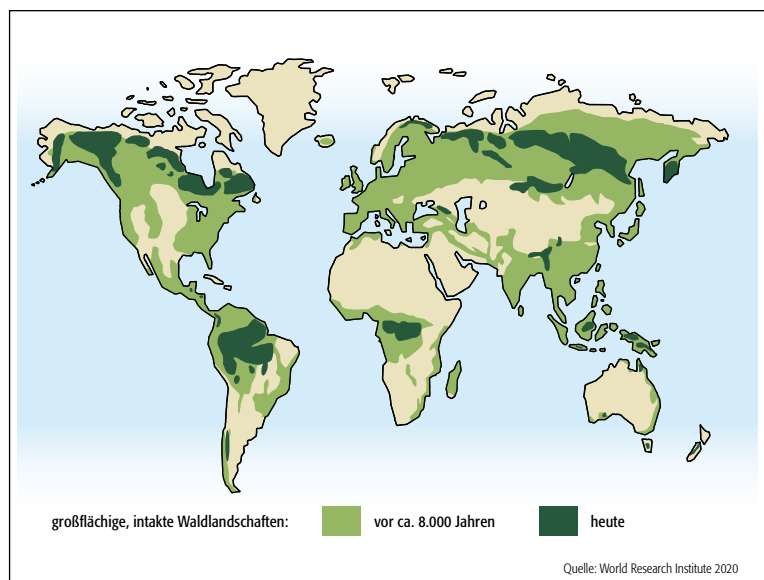 großflächige, intakte Waldlandschaften: vor ca. 8.000 Jahren heute
Quelle: World Research Institute 2020